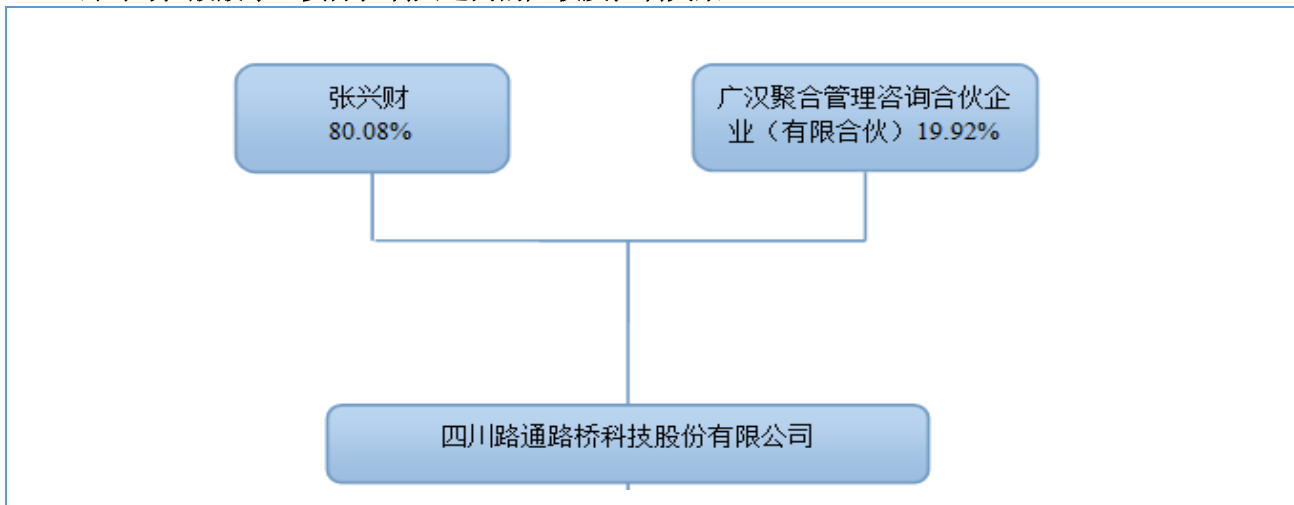 张兴财
80.08%
广汉聚合管理咨询合伙企
业（有限合伙）19.92%
四川路通路桥科技股份有限公司